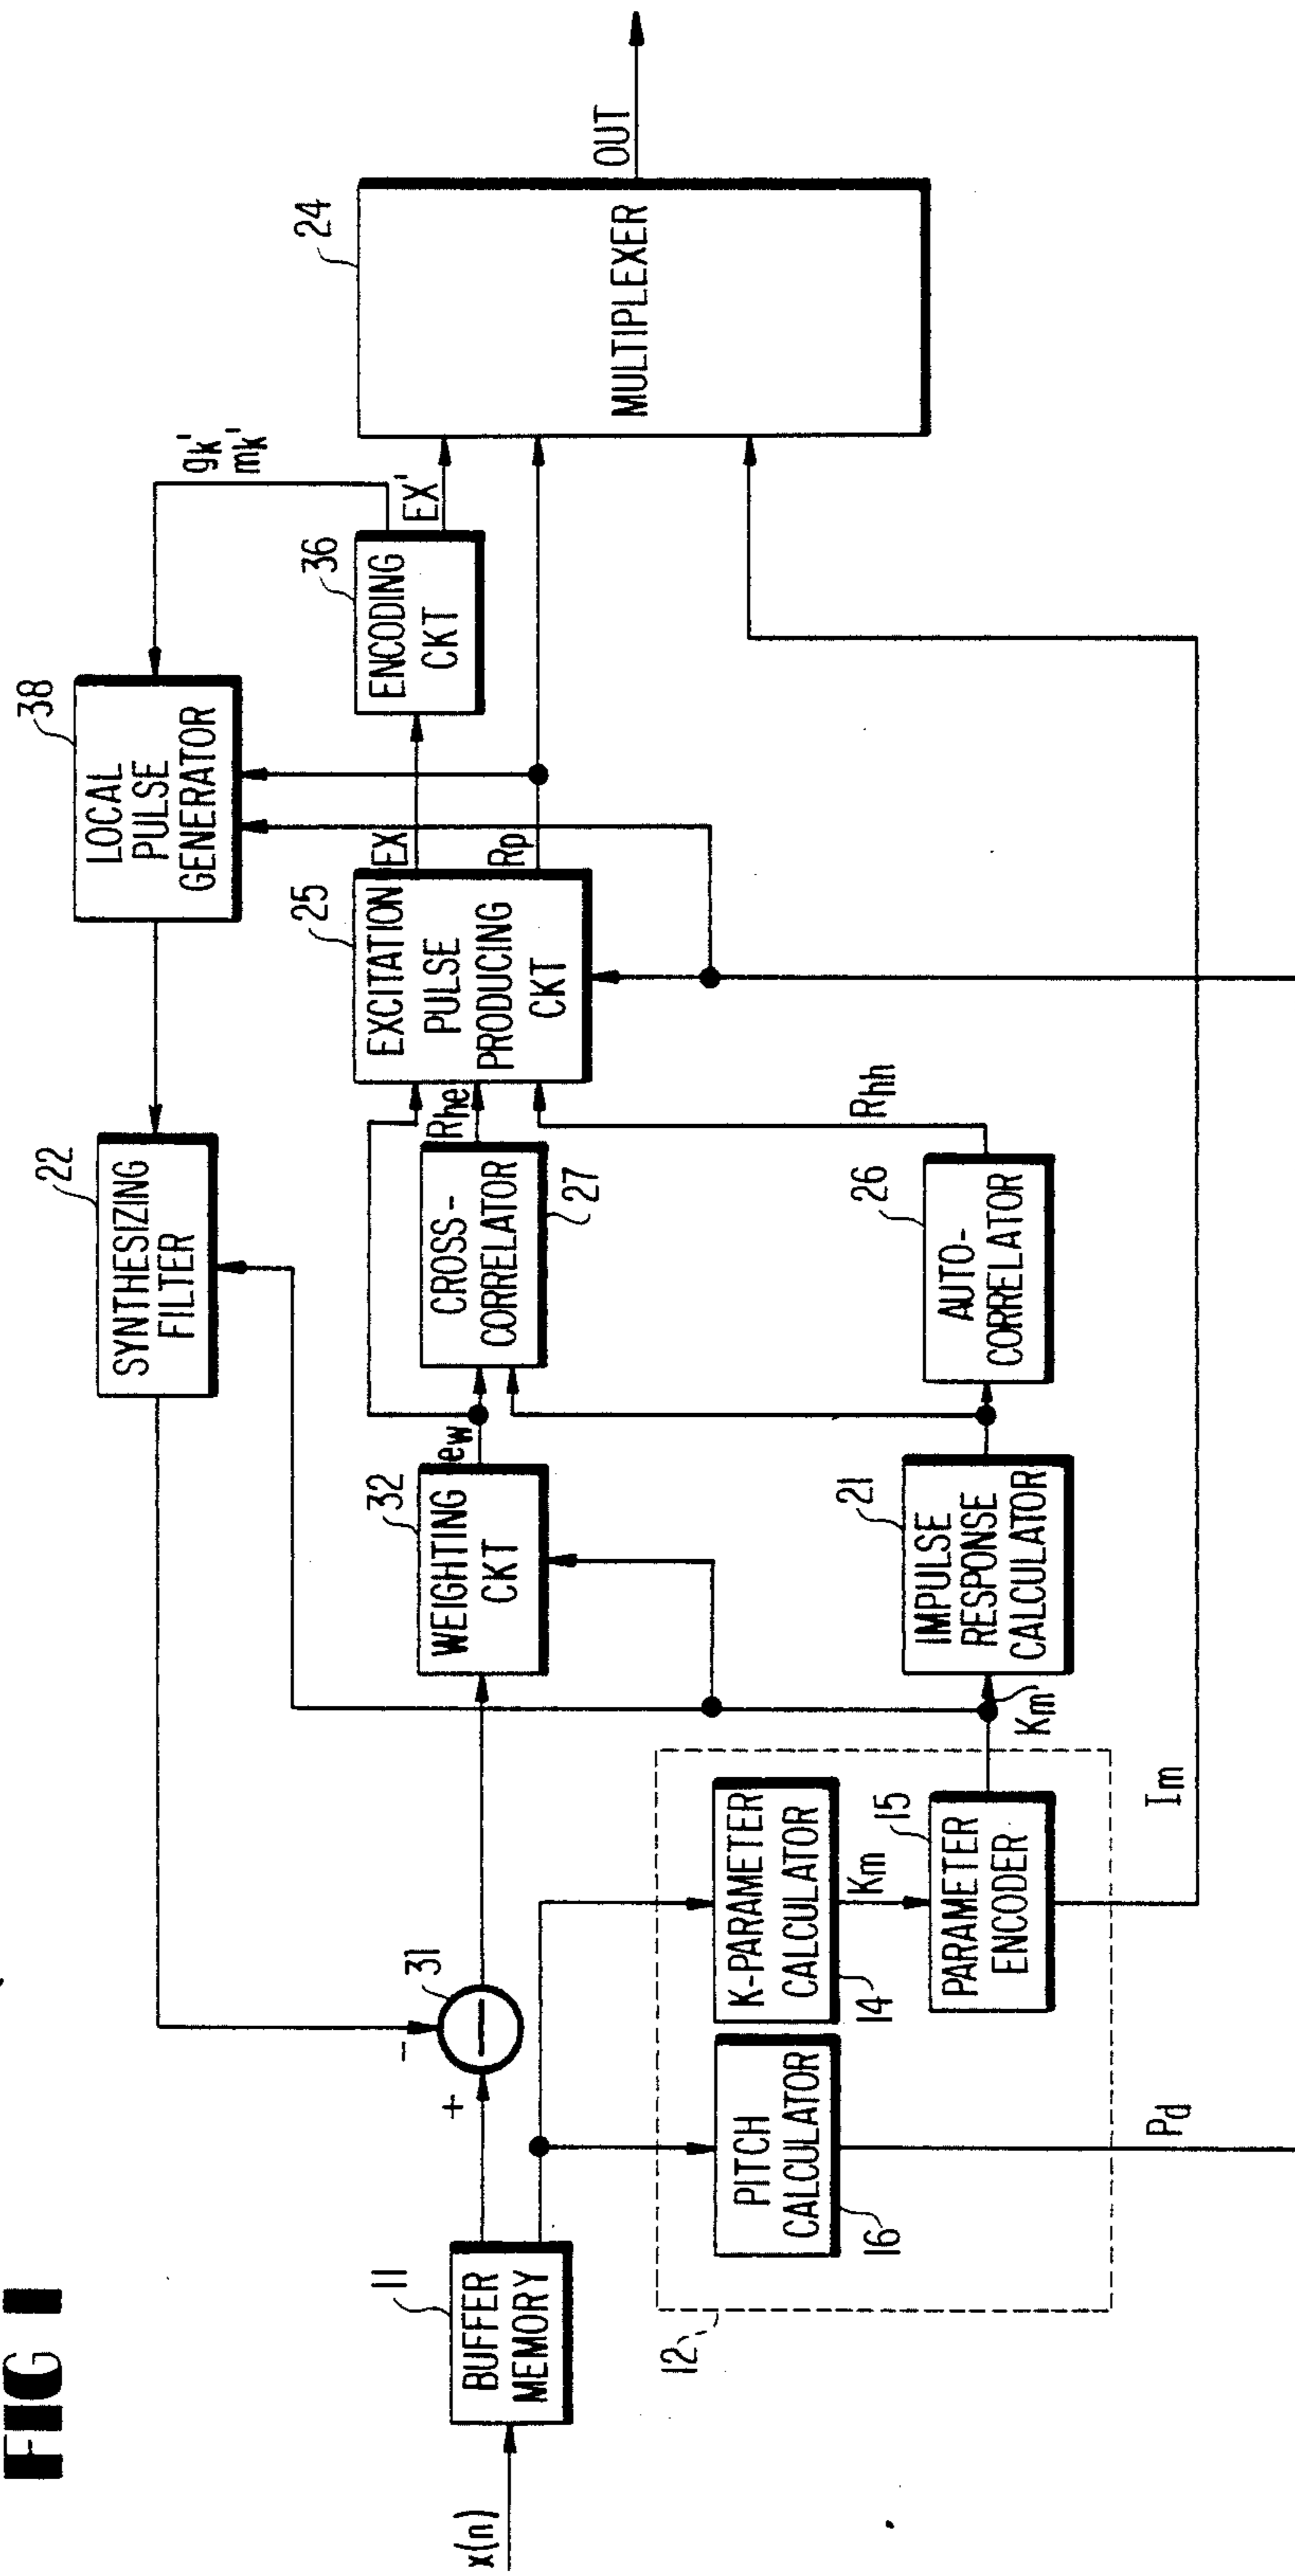 FIG 1
x(n)
11
BUFFER
MEMORY
+
-
31
12
PITCH
CALCULATOR
16
K-PARAMETER
CALCULATOR
14
Km
15
PARAMETER
ENCODER
Pd
Im
Km'
32
WEIGHTING
CKT
ew
21
IMPULSE
RESPONSE
CALCULATOR
22
SYNTHESIZING
FILTER
CROSS-
CORRELATOR
27
Rhe
26
AUTO-
CORRELATOR
Rhh
25
EXCITATION
PULSE
PRODUCING
CKT
EX
Rp
38
LOCAL
PULSE
GENERATOR
36
ENCODING
CKT
gk'
mk'
EX'
24
MULTIPLEXER
OUT